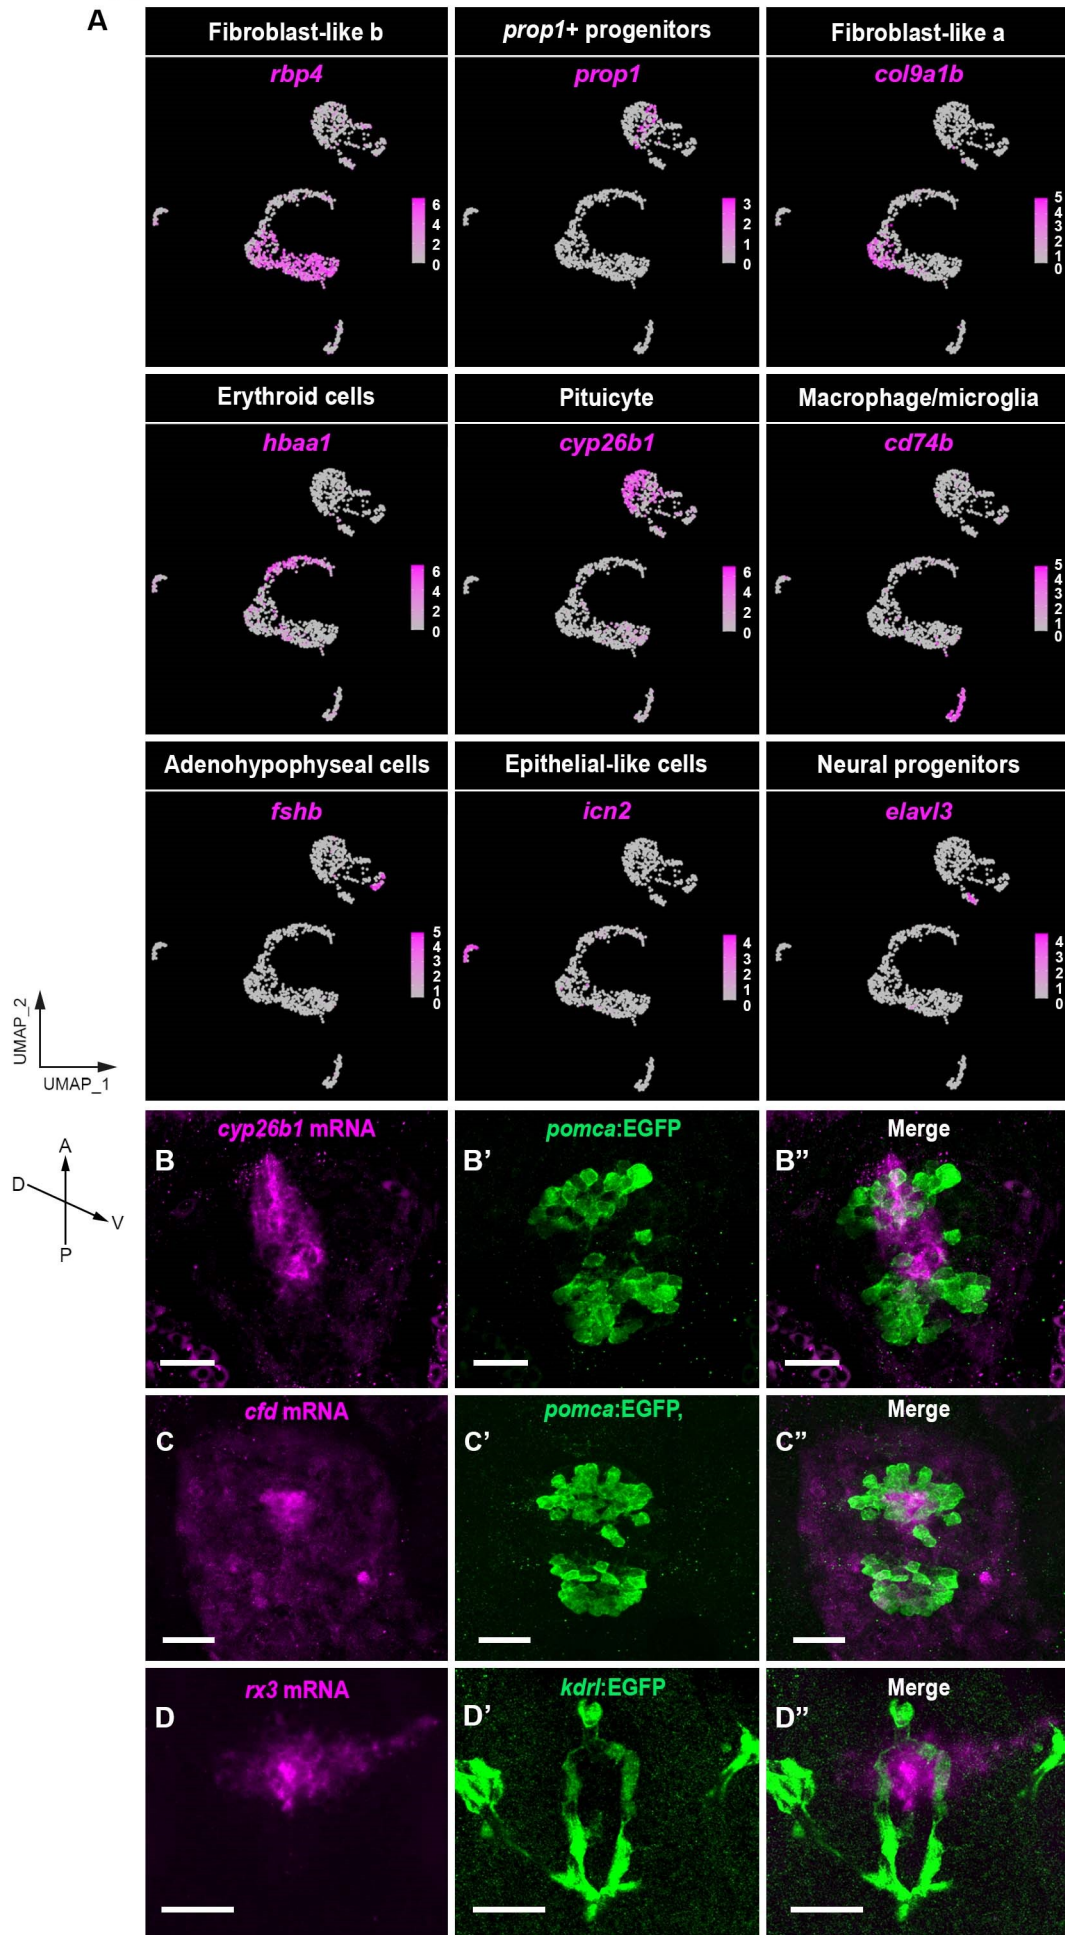 A
Fibroblast-like b
prop1+ progenitors
Fibroblast-like a
rbp4
prop1
col9a1b
6
4
2
0
3
2
1
0
5
4
3
2
1
0
Erythroid cells
Pituicyte
Macrophage/microglia
hbaa1
cyp26b1
cd74b
6
4
2
0
6
4
2
0
5
4
3
2
1
0
Adenohypophyseal cells
Epithelial-like cells
Neural progenitors
fshb
icn2
elavl3
5
4
3
2
1
0
4
3
2
1
0
4
3
2
1
0
UMAP_2
UMAP_1
A
D
V
P
cyp26b1 mRNA
pomca:EGFP
Merge
B
B’
B”
cfd mRNA
pomca:EGFP,
Merge
C
C’
C”
rx3 mRNA
kdrl:EGFP
Merge
D
D’
D”